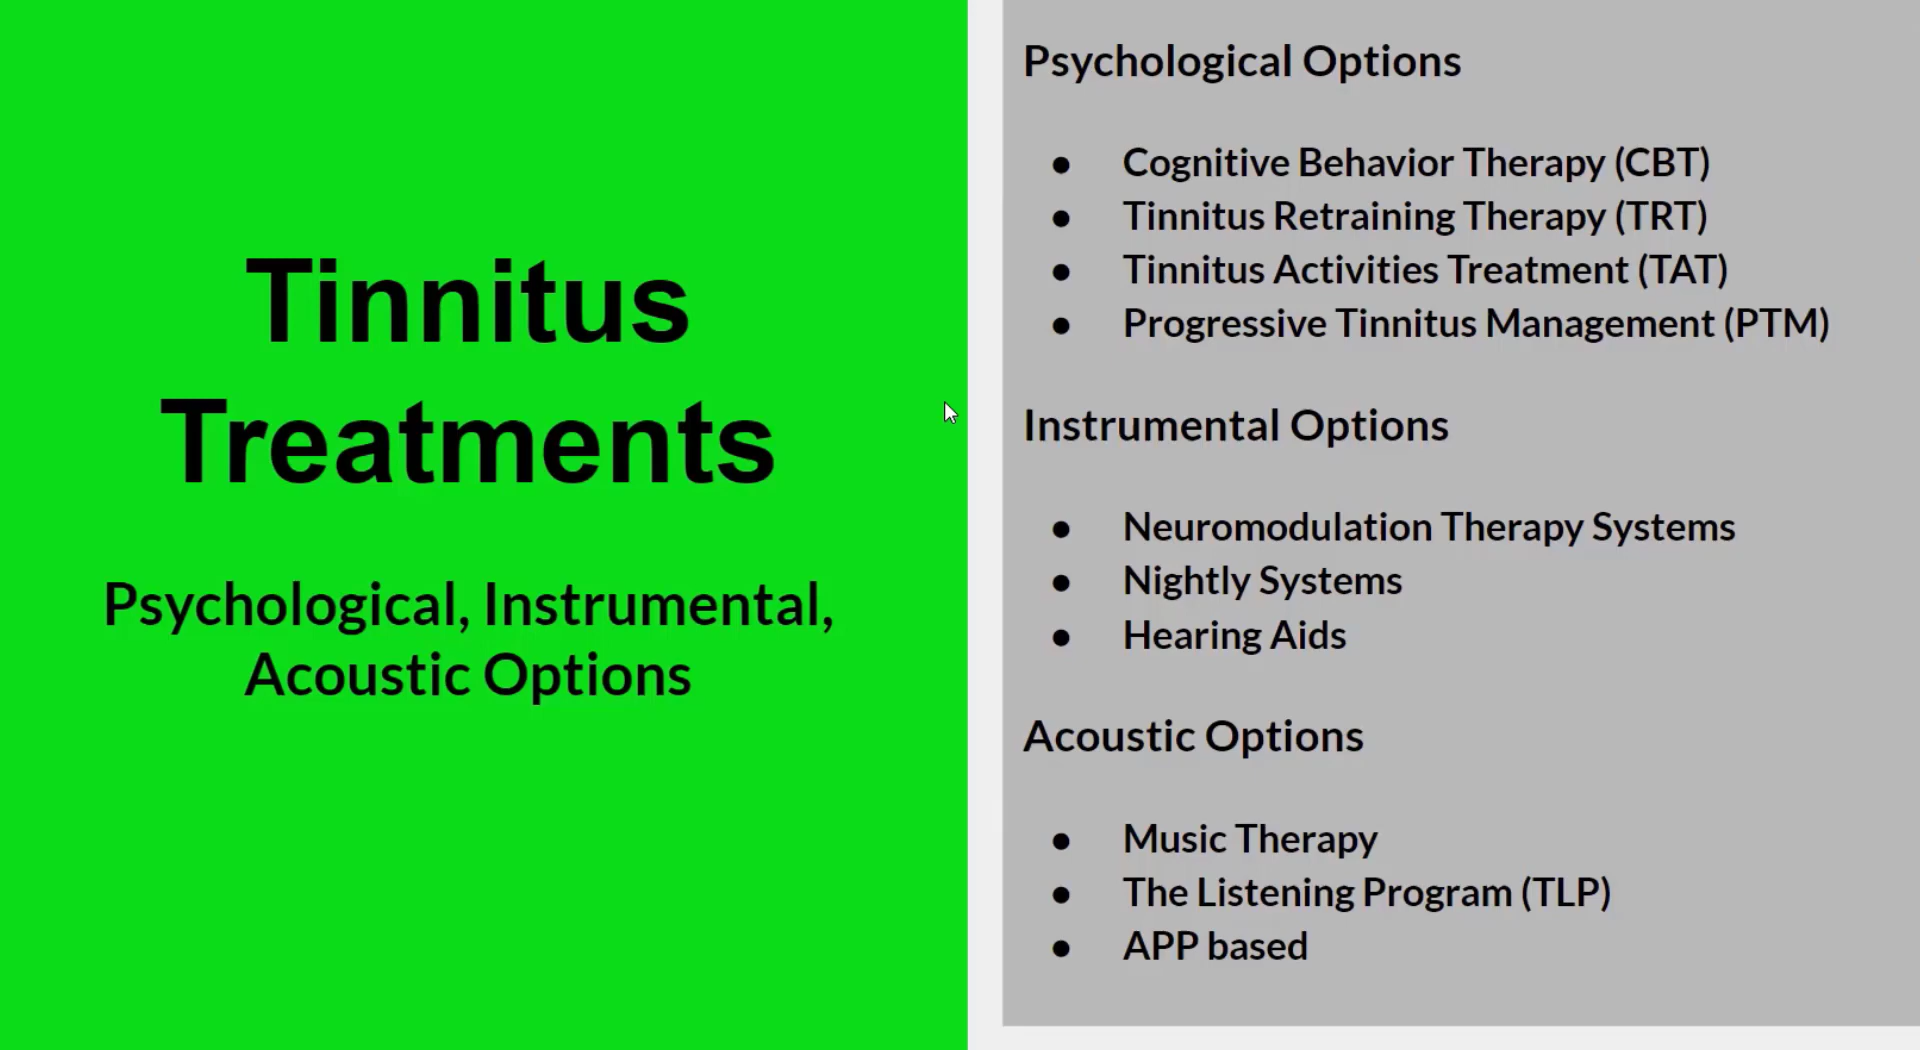 Tinnitus
Treatments
Psychological, Instrumental,
Acoustic Options
Psychological Options
● Cognitive Behavior Therapy (CBT)
● Tinnitus Retraining Therapy (TRT)
● Tinnitus Activities Treatment (TAT)
● Progressive Tinnitus Management (PTM)
Instrumental Options
● Neuromodulation Therapy Systems
● Nightly Systems
● Hearing Aids
Acoustic Options
● Music Therapy
● The Listening Program (TLP)
● APP based